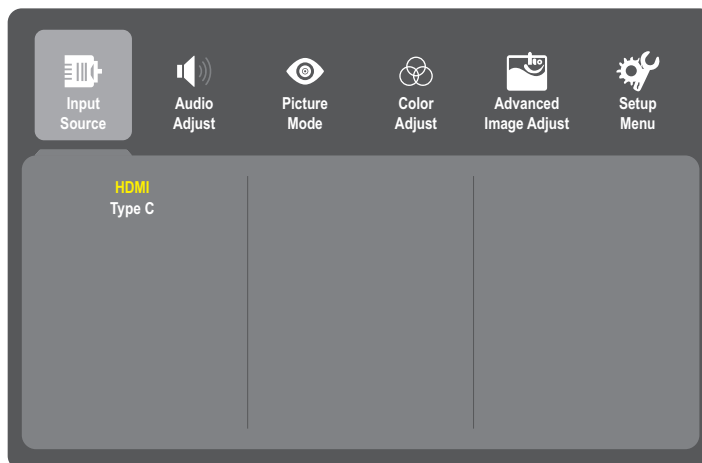 Input
Source
Audio
Adjust
Picture
Mode
Color
Adjust
Advanced
Image Adjust
Setup
Menu
HDMI
Type C